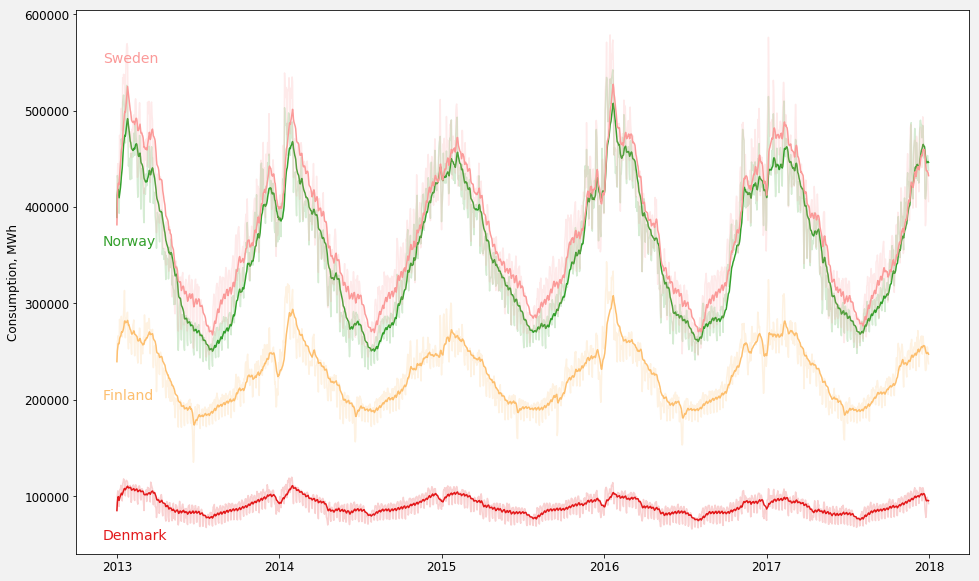 600000
Sweden
500000
400000
Norway
Consumption, MWh
300000
Finland
200000
100000
Denmark
2013 2014 2015 2016 2017 2018